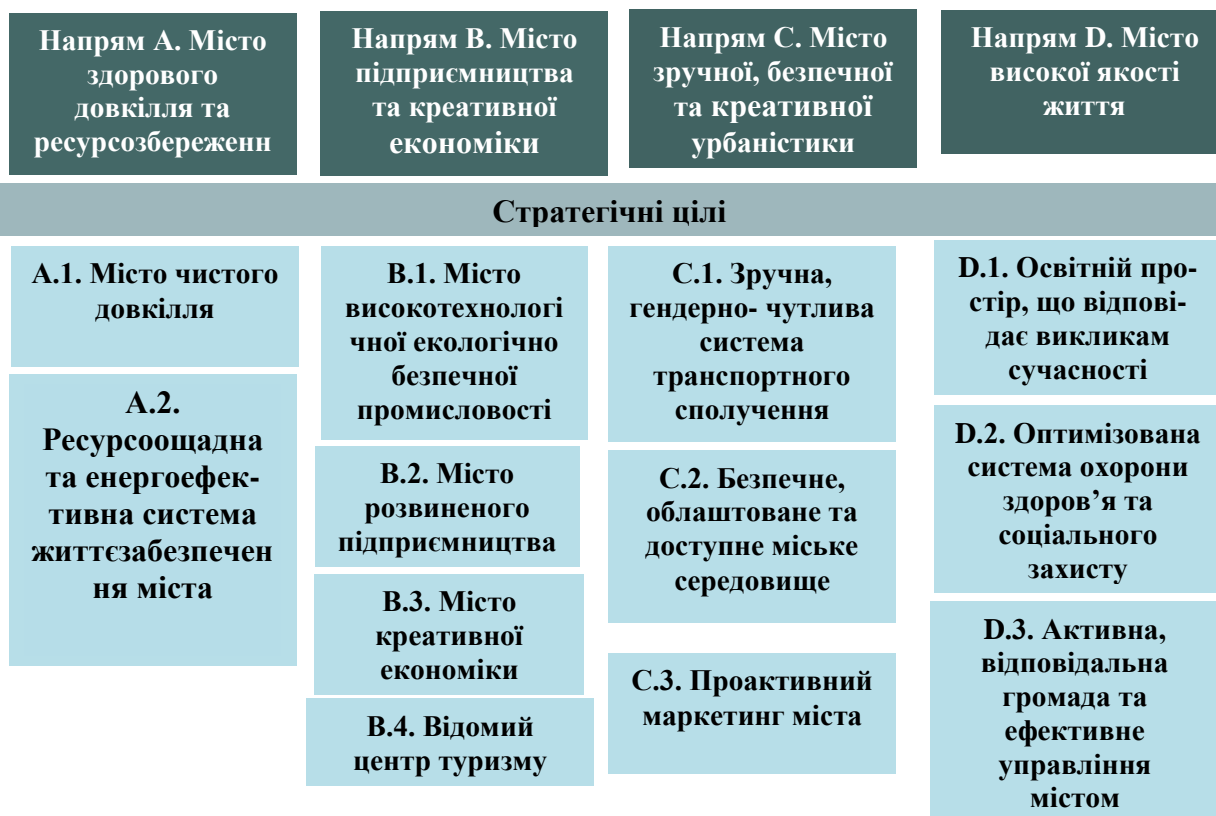 Напрям А. Місто
здорового
довкілля та
ресурсозбереженн
Напрям В. Місто
підприємництва
та креативної
економіки
Напрям С. Місто
зручної, безпечної
та креативної
урбаністики
Напрям D. Місто
високої якості
життя
Стратегічні цілі
А.1. Місто чистого
довкілля
А.2.
Ресурсоощадна
та енергоефек-
тивна система
життєзабезпечен
ня міста
В.1. Місто
високотехнологі
чної екологічно
безпечної
промисловості
В.2. Місто
розвиненого
підприємництва
В.3. Місто
креативної
економіки
В.4. Відомий
центр туризму
С.1. Зручна,
гендерно- чутлива
система
транспортного
сполучення
С.2. Безпечне,
облаштоване та
доступне міське
середовище
С.3. Проактивний
маркетинг міста
D.1. Освітній про-
стір, що відпові-
дає викликам
сучасності
D.2. Оптимізована
система охорони
здоров’я та
соціального
захисту
D.3. Активна,
відповідальна
громада та
ефективне
управління
містом